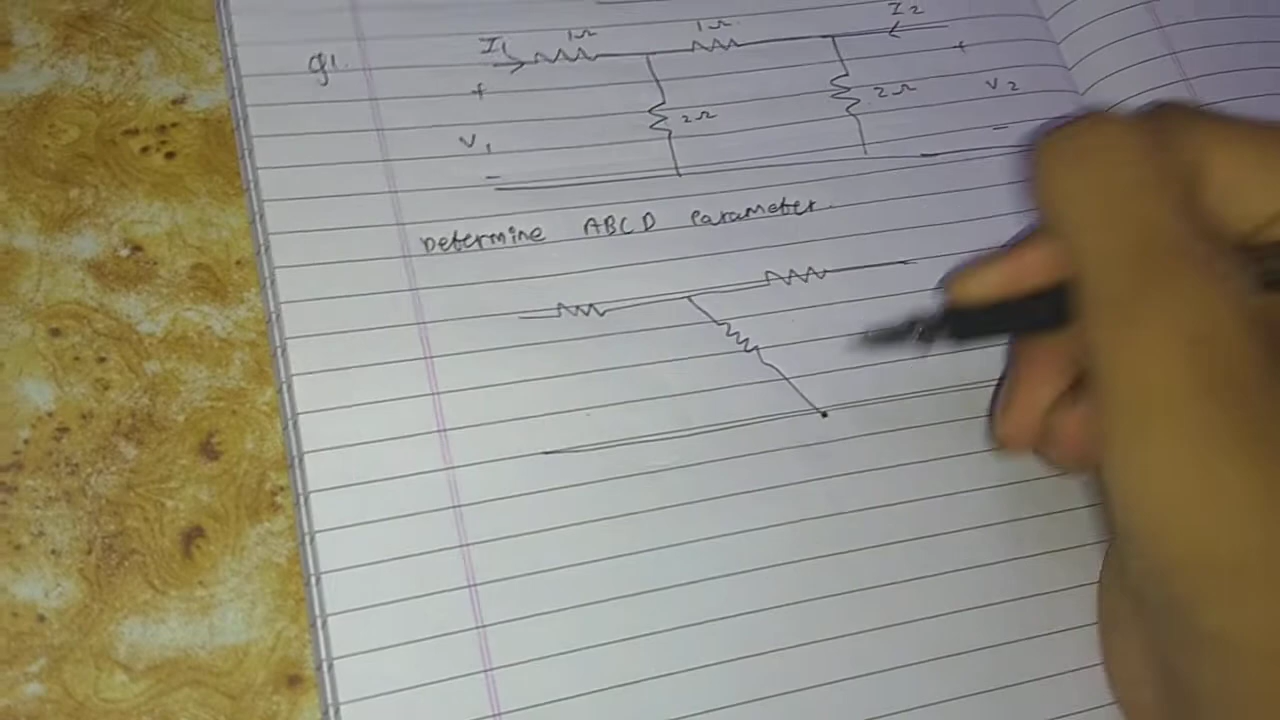 Q1.
I1 1Ω 1Ω I2
+ +
2Ω 2Ω V2
V1
- -
Determine ABCD Parameter.